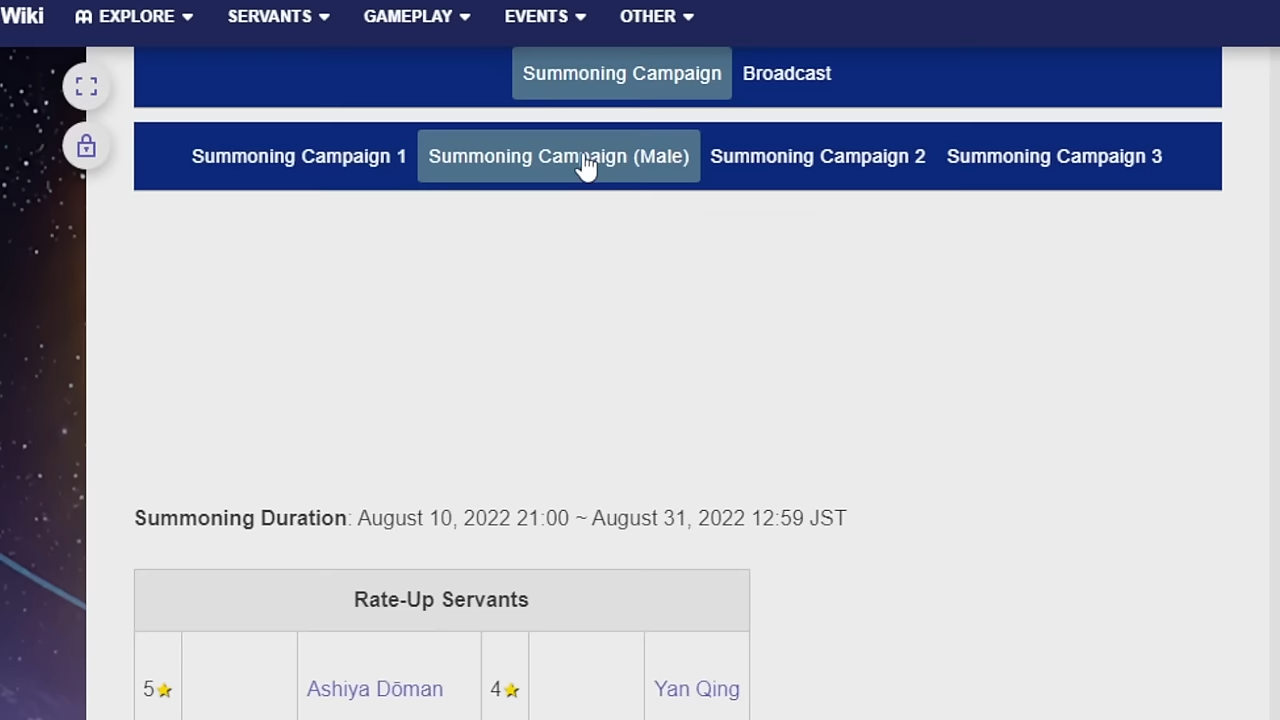 Wiki EXPLORE SERVANTS GAMEPLAY EVENTS OTHER
Summoning Campaign Broadcast
Summoning Campaign 1 Summoning Campaign (Male) Summoning Campaign 2 Summoning Campaign 3
Summoning Duration: August 10, 2022 21:00 ~ August 31, 2022 12:59 JST
Rate-Up Servants
5★ Ashiya Dōman 4★ Yan Qing